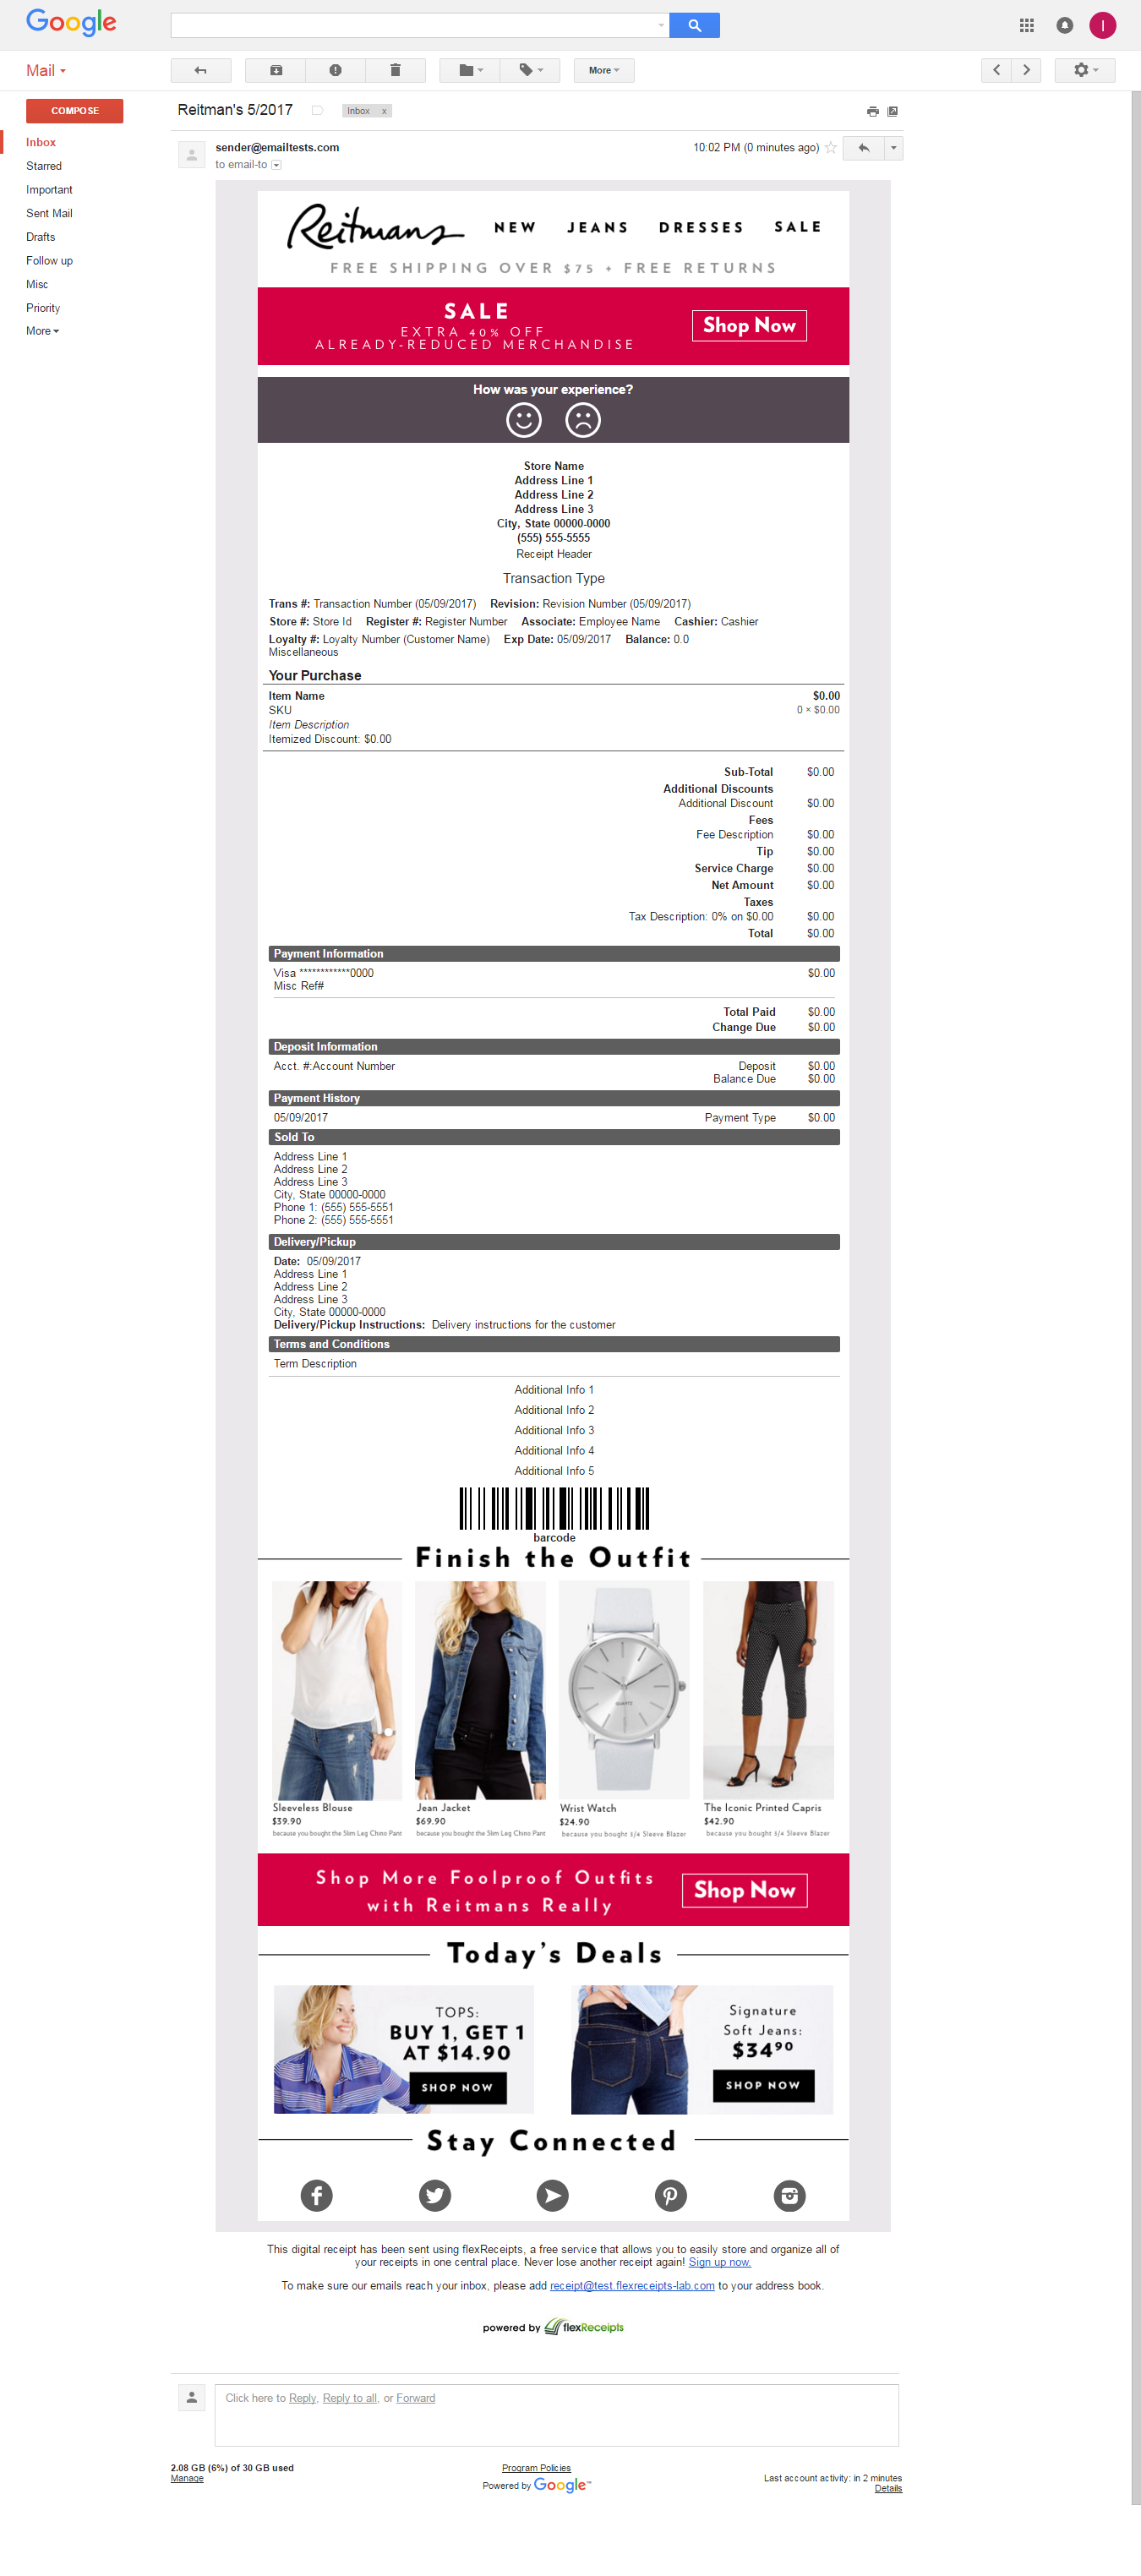 Google
Mail
More
COMPOSE
Inbox
Starred
Important
Sent Mail
Drafts
Follow up
Misc
Priority
More
Reitman's 5/2017
Inbox x
sender@emailtests.com
10:02 PM (0 minutes ago)
to email-to
Reitmans NEW JEANS DRESSES SALE
FREE SHIPPING OVER $75 + FREE RETURNS
SALE
EXTRA 40% OFF
ALREADY-REDUCED MERCHANDISE
Shop Now
How was your experience?
Store Name
Address Line 1
Address Line 2
Address Line 3
City, State 00000-0000
(555) 555-5555
Receipt Header
Transaction Type
Trans #: Transaction Number (05/09/2017) Revision: Revision Number (05/09/2017)
Store #: Store Id Register #: Register Number Associate: Employee Name Cashier: Cashier
Loyalty #: Loyalty Number (Customer Name) Exp Date: 05/09/2017 Balance: 0.0
Miscellaneous
Your Purchase
Item Name $0.00
SKU 0 × $0.00
Item Description
Itemized Discount: $0.00
Sub-Total $0.00
Additional Discounts
Additional Discount $0.00
Fees
Fee Description $0.00
Tip $0.00
Service Charge $0.00
Net Amount $0.00
Taxes
Tax Description: 0% on $0.00 $0.00
Total $0.00
Payment Information
Visa ************0000 $0.00
Misc Ref#
Total Paid $0.00
Change Due $0.00
Deposit Information
Acct. #:Account Number Deposit $0.00
Balance Due $0.00
Payment History
05/09/2017 Payment Type $0.00
Sold To
Address Line 1
Address Line 2
Address Line 3
City, State 00000-0000
Phone 1: (555) 555-5551
Phone 2: (555) 555-5551
Delivery/Pickup
Date: 05/09/2017
Address Line 1
Address Line 2
Address Line 3
City, State 00000-0000
Delivery/Pickup Instructions: Delivery instructions for the customer
Terms and Conditions
Term Description
Additional Info 1
Additional Info 2
Additional Info 3
Additional Info 4
Additional Info 5
barcode
Finish the Outfit
QUARTZ
Sleeveless Blouse
$39.90
because you bought the Slim Leg Chino Pant
Jean Jacket
$69.90
because you bought the Slim Leg Chino Pant
Wrist Watch
$24.90
because you bought 3/4 Sleeve Blazer
The Iconic Printed Capris
$42.90
because you bought 3/4 Sleeve Blazer
Shop More Foolproof Outfits
with Reitmans Really
Shop Now
Today's Deals
TOPS:
BUY 1, GET 1
AT $14.90
SHOP NOW
Signature
Soft Jeans:
$34.90
SHOP NOW
Stay Connected
This digital receipt has been sent using flexReceipts, a free service that allows you to easily store and organize all of
your receipts in one central place. Never lose another receipt again! Sign up now.
To make sure our emails reach your inbox, please add receipt@test.flexreceipts-lab.com to your address book.
powered by flexReceipts
Click here to Reply, Reply to all, or Forward
2.08 GB (6%) of 30 GB used
Manage
Program Policies
Powered by Google™
Last account activity: in 2 minutes
Details